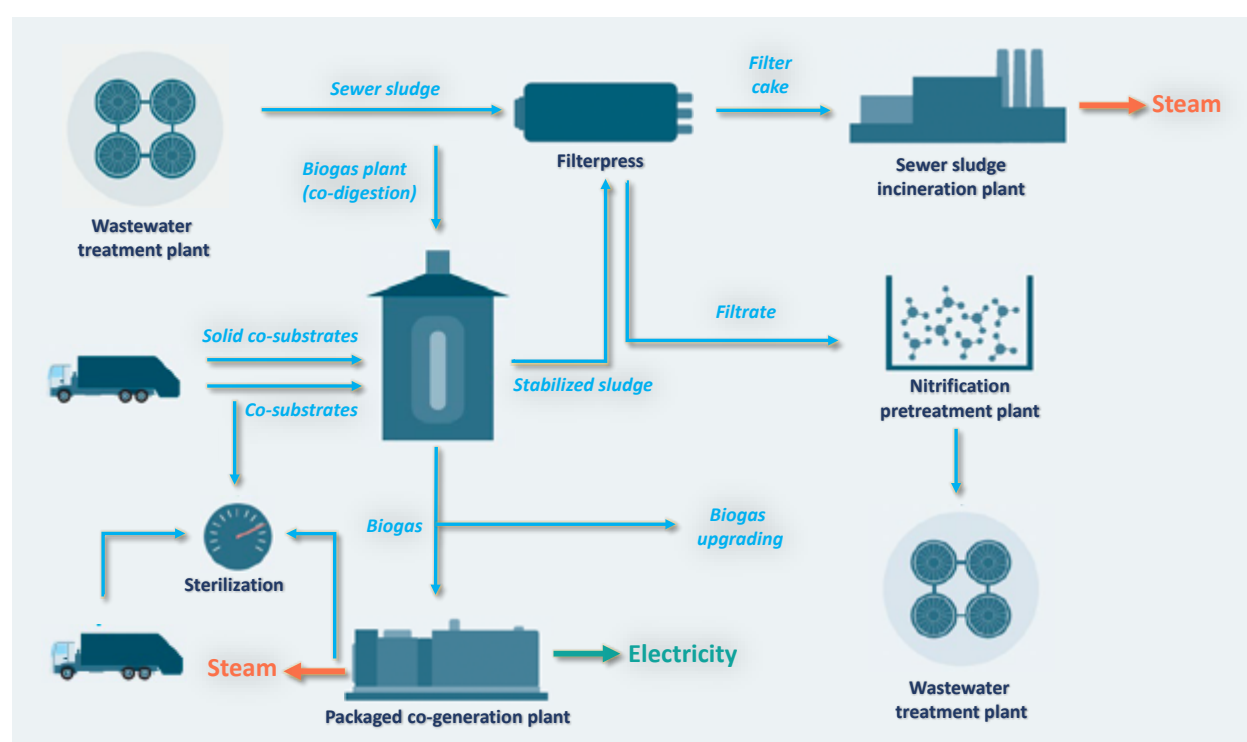 Sewer sludge
Filter
cake
Steam
Filterpress
Biogas plant
(co-digestion)
Sewer sludge
incineration plant
Wastewater
treatment plant
Solid co-substrates
Filtrate
Stabilized sludge
Co-substrates
Nitrification
pretreatment plant
Biogas
Biogas
upgrading
Sterilization
Steam
Electricity
Packaged co-generation plant
Wastewater
treatment plant